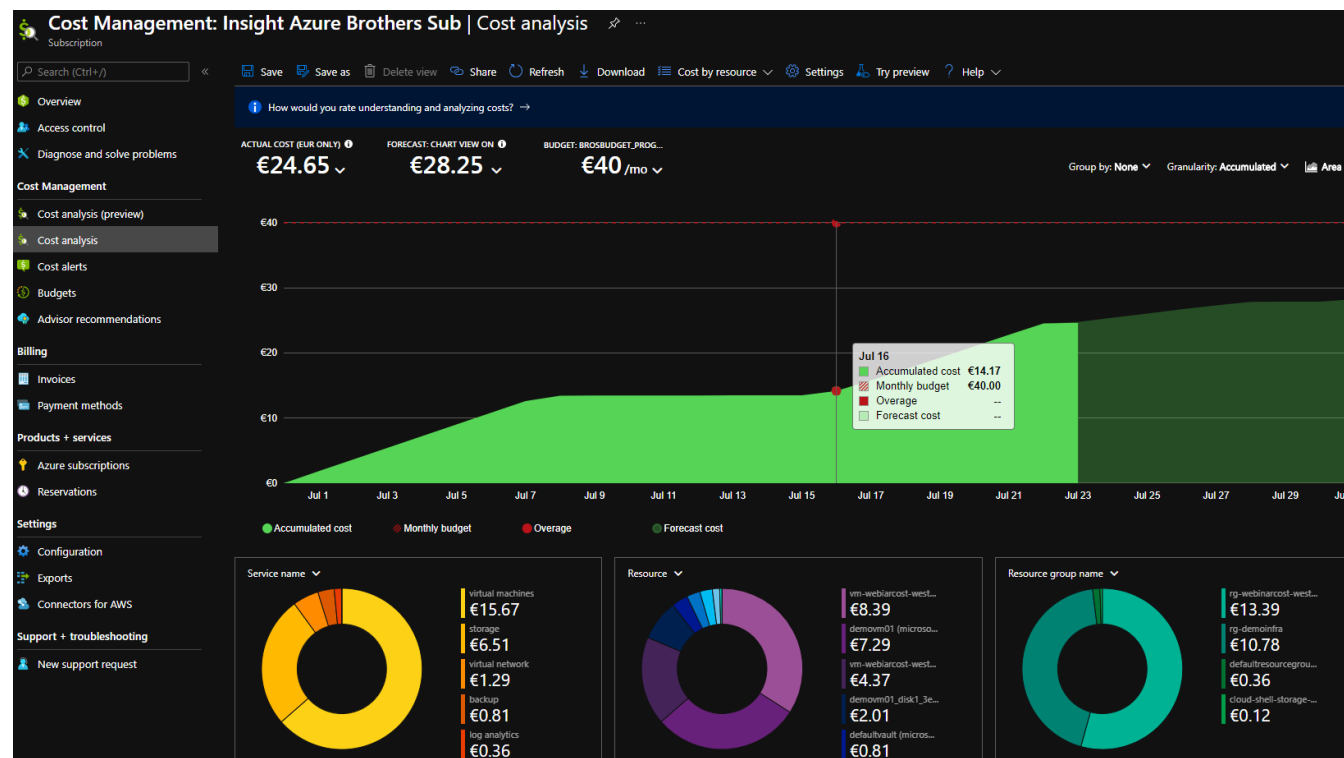 Cost Management: Insight Azure Brothers Sub | Cost analysis ...
Subscription
Search (Ctrl+/) «
Overview
Access control
Diagnose and solve problems
Cost Management
Cost analysis (preview)
Cost analysis
Cost alerts
Budgets
Advisor recommendations
Billing
Invoices
Payment methods
Products + services
Azure subscriptions
Reservations
Settings
Configuration
Exports
Connectors for AWS
Support + troubleshooting
New support request
Save Save as Delete view Share Refresh Download Cost by resource Settings Try preview ? Help
How would you rate understanding and analyzing costs? →
ACTUAL COST (EUR ONLY) FORECAST: CHART VIEW ON BUDGET: BROSBUDGET_PROG...
€24.65 €28.25 €40 /mo
Group by: None Granularity: Accumulated Area
€40
€30
€20
€10
€0
Jul 16
Accumulated cost €14.17
Monthly budget €40.00
Overage --
Forecast cost --
Jul 1 Jul 3 Jul 5 Jul 7 Jul 9 Jul 11 Jul 13 Jul 15 Jul 17 Jul 19 Jul 21 Jul 23 Jul 25 Jul 27 Jul 29 Ju
Accumulated cost Monthly budget Overage Forecast cost
Service name
virtual machines
€15.67
storage
€6.51
virtual network
€1.29
backup
€0.81
log analytics
€0.36
Resource
vm-webiarcost-west...
€8.39
demovm01 (microso...
€7.29
vm-webiarcost-west...
€4.37
demovm01_disk1_3e...
€2.01
defaultvault (micros...
€0.81
Resource group name
rg-webinarcost-west...
€13.39
rg-demoinfra
€10.78
defaultresourcegrou...
€0.36
cloud-shell-storage-...
€0.12